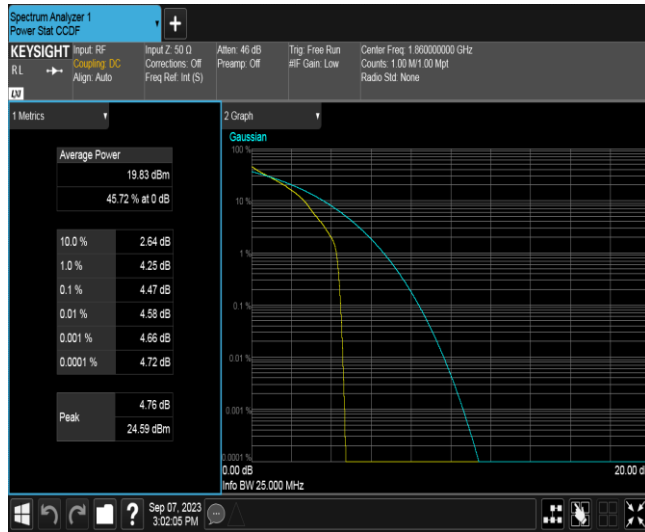 Spectrum Analyzer 1
Power Stat CCDF
+
KEYSIGHT
RL
Input: RF
Coupling: DC
Align: Auto
Input Z: 50 Ω
Corrections: Off
Freq Ref: Int (S)
Atten: 46 dB
Preamp: Off
Trig: Free Run
#IF Gain: Low
Center Freq: 1.860000000 GHz
Counts: 1.00 M/1.00 Mpt
Radio Std: None
1 Metrics
Average Power
19.83 dBm
45.72 % at 0 dB
10.0 % 2.64 dB
1.0 % 4.25 dB
0.1 % 4.47 dB
0.01 % 4.58 dB
0.001 % 4.66 dB
0.0001 % 4.72 dB
Peak
4.76 dB
24.59 dBm
2 Graph
Gaussian
100 %
10 %
1 %
0.1 %
0.01 %
0.001 %
0.0001 %
0.00 dB
20.00 d
Info BW 25.000 MHz
?
Sep 07, 2023
3:02:05 PM